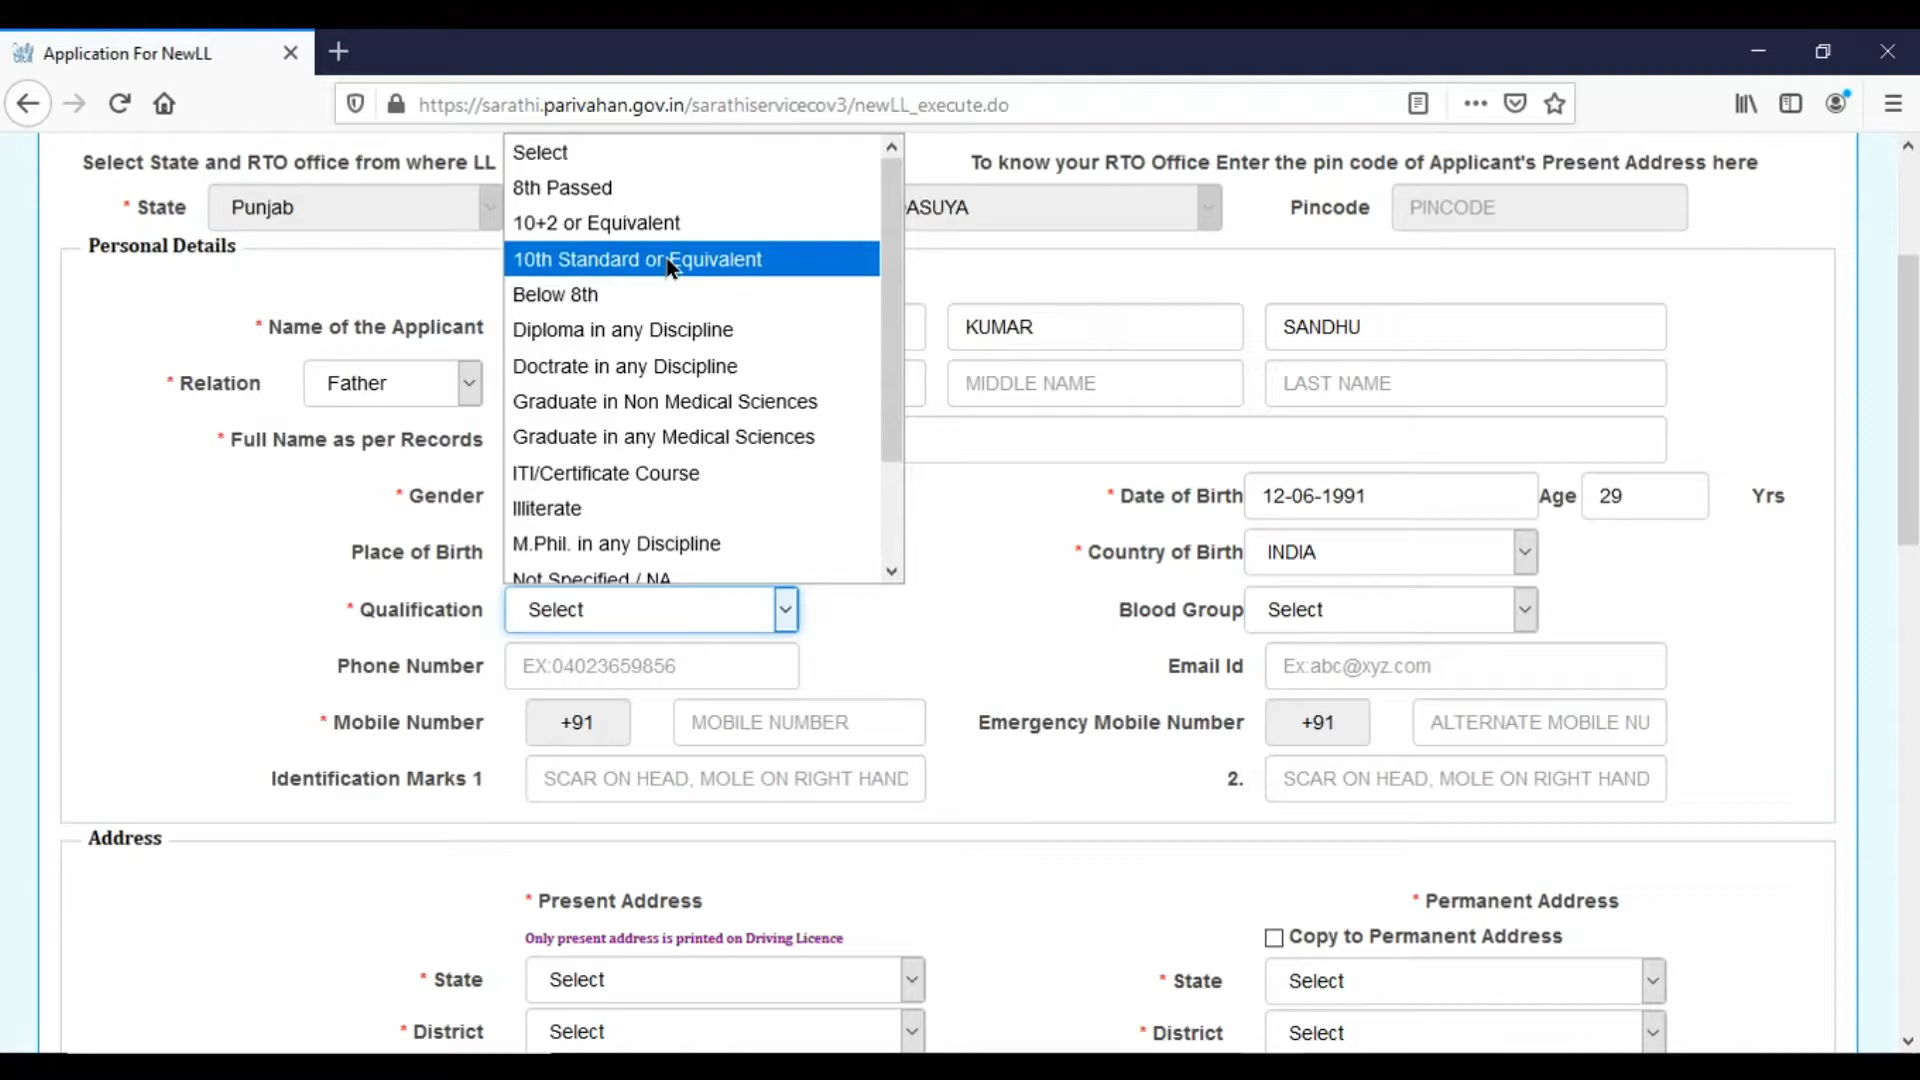 Application For NewLL
https://sarathi.parivahan.gov.in/sarathiservicecov3/newLL_execute.do
Select State and RTO office from where LL
To know your RTO Office Enter the pin code of Applicant's Present Address here
* State Punjab
ASUYA
Pincode PINCODE
Personal Details
Select
8th Passed
10+2 or Equivalent
10th Standard or Equivalent
Below 8th
Diploma in any Discipline
Doctrate in any Discipline
Graduate in Non Medical Sciences
Graduate in any Medical Sciences
ITI/Certificate Course
Illiterate
M.Phil. in any Discipline
Not Specified / NA
* Name of the Applicant KUMAR SANDHU
* Relation Father MIDDLE NAME LAST NAME
* Full Name as per Records
* Gender * Date of Birth 12-06-1991 Age 29 Yrs
Place of Birth * Country of Birth INDIA
* Qualification Select Blood Group Select
Phone Number EX:04023659856 Email Id Ex:abc@xyz.com
* Mobile Number +91 MOBILE NUMBER Emergency Mobile Number +91 ALTERNATE MOBILE NU
Identification Marks 1 SCAR ON HEAD, MOLE ON RIGHT HAND 2. SCAR ON HEAD, MOLE ON RIGHT HAND
Address
* Present Address * Permanent Address
Only present address is printed on Driving Licence Copy to Permanent Address
* State Select * State Select
* District Select * District Select